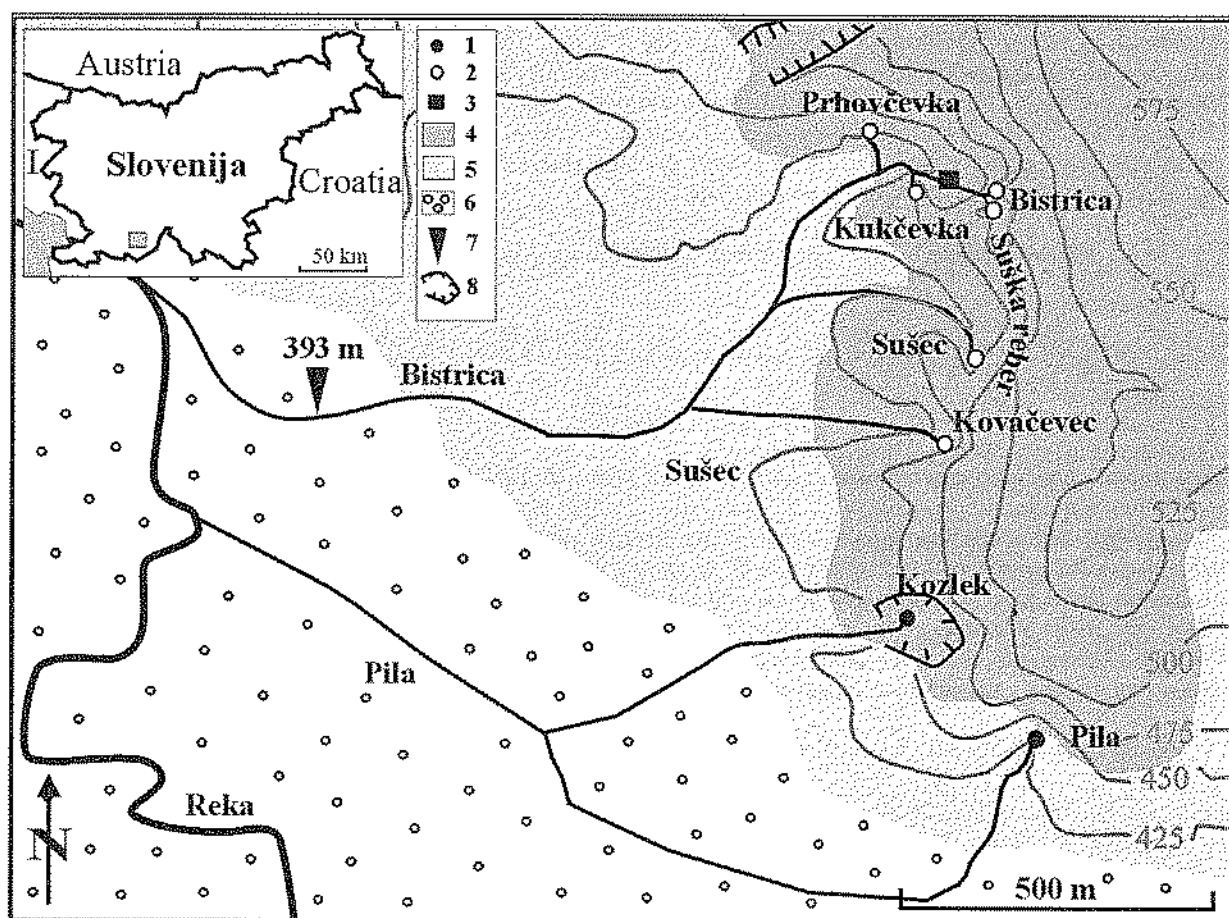 Austria
Slovenija
I
Croatia
50 km
1
2
3
4
5
6
7
8
Prhovčevka
575
Bistrica
Kukčevka
Suška reber
550
Sušec
393 m
Bistrica
Kovačevec
Sušec
525
Kozlek
500
Pila
Pila
475
450
Reka
425
N
500 m